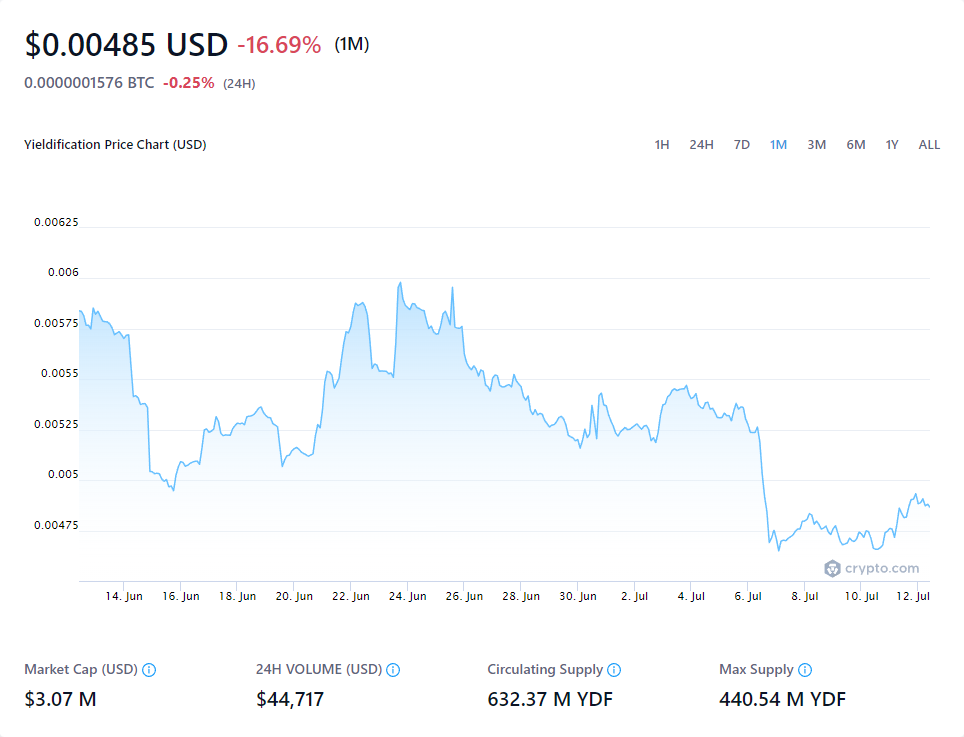 $0.00485 USD -16.69% (1M)
0.0000001576 BTC -0.25% (24H)
Yieldification Price Chart (USD)
1H 24H 7D 1M 3M 6M 1Y ALL
0.00625
0.006
0.00575
0.0055
0.00525
0.005
0.00475
crypto.com
14. Jun 16. Jun 18. Jun 20. Jun 22. Jun 24. Jun 26. Jun 28. Jun 30. Jun 2. Jul 4. Jul 6. Jul 8. Jul 10. Jul 12. Jul
Market Cap (USD) 24H VOLUME (USD) Circulating Supply Max Supply
$3.07 M $44,717 632.37 M YDF 440.54 M YDF